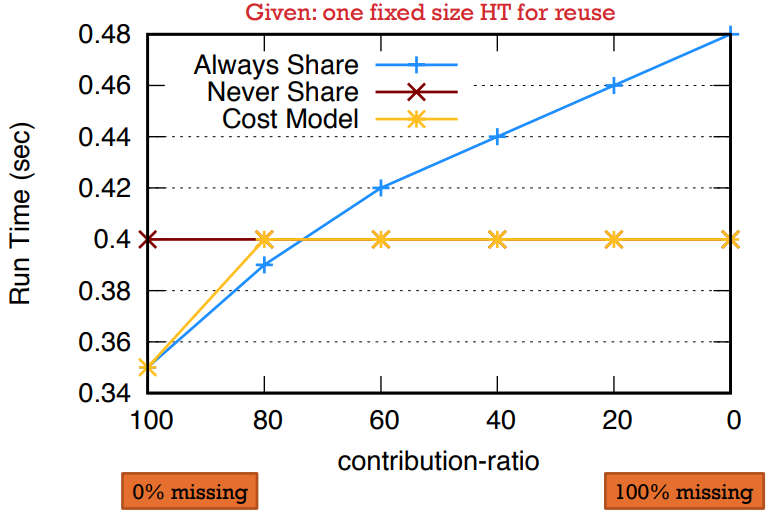 Given: one fixed size HT for reuse
0.48
0.46
0.44
0.42
0.4
0.38
0.36
0.34
Run Time (sec)
Always Share
Never Share
Cost Model
100 80 60 40 20 0
contribution-ratio
0% missing
100% missing